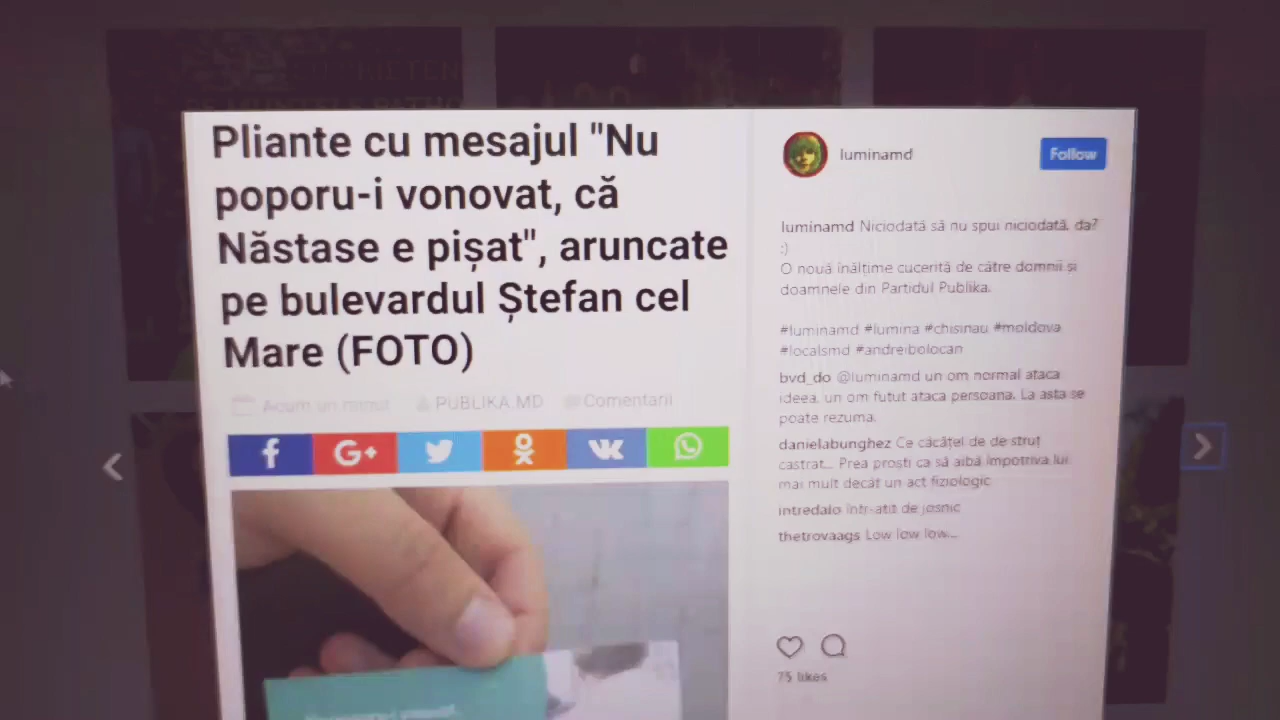 Pliante cu mesajul "Nu
poporu-i vonovat, că
Năstase e pișat", aruncate
pe bulevardul Ștefan cel
Mare (FOTO)
Acum un
PUBLIKA.MD
Comentarii
luminamd
Follow
luminamd Niciodată să nu spui niciodată, da?
:)
O nouă înălțime cucerită de către domnii și
doamnele din Partidul Publika.
#luminamd #lumina #chisinau #moldova
#localsmd #andreibolocan
bvd_do @luminamd un om normal ataca
ideea, un om futut ataca persoana. La asta se
poate rezuma.
danielabunghez Ce căcățel de de struț
castrat... Prea prosti ca să aibă împotriva lui
mai mult decât un act fiziologic
intredalo într-atit de josnic
thetrovaags Low low low...
75 likes